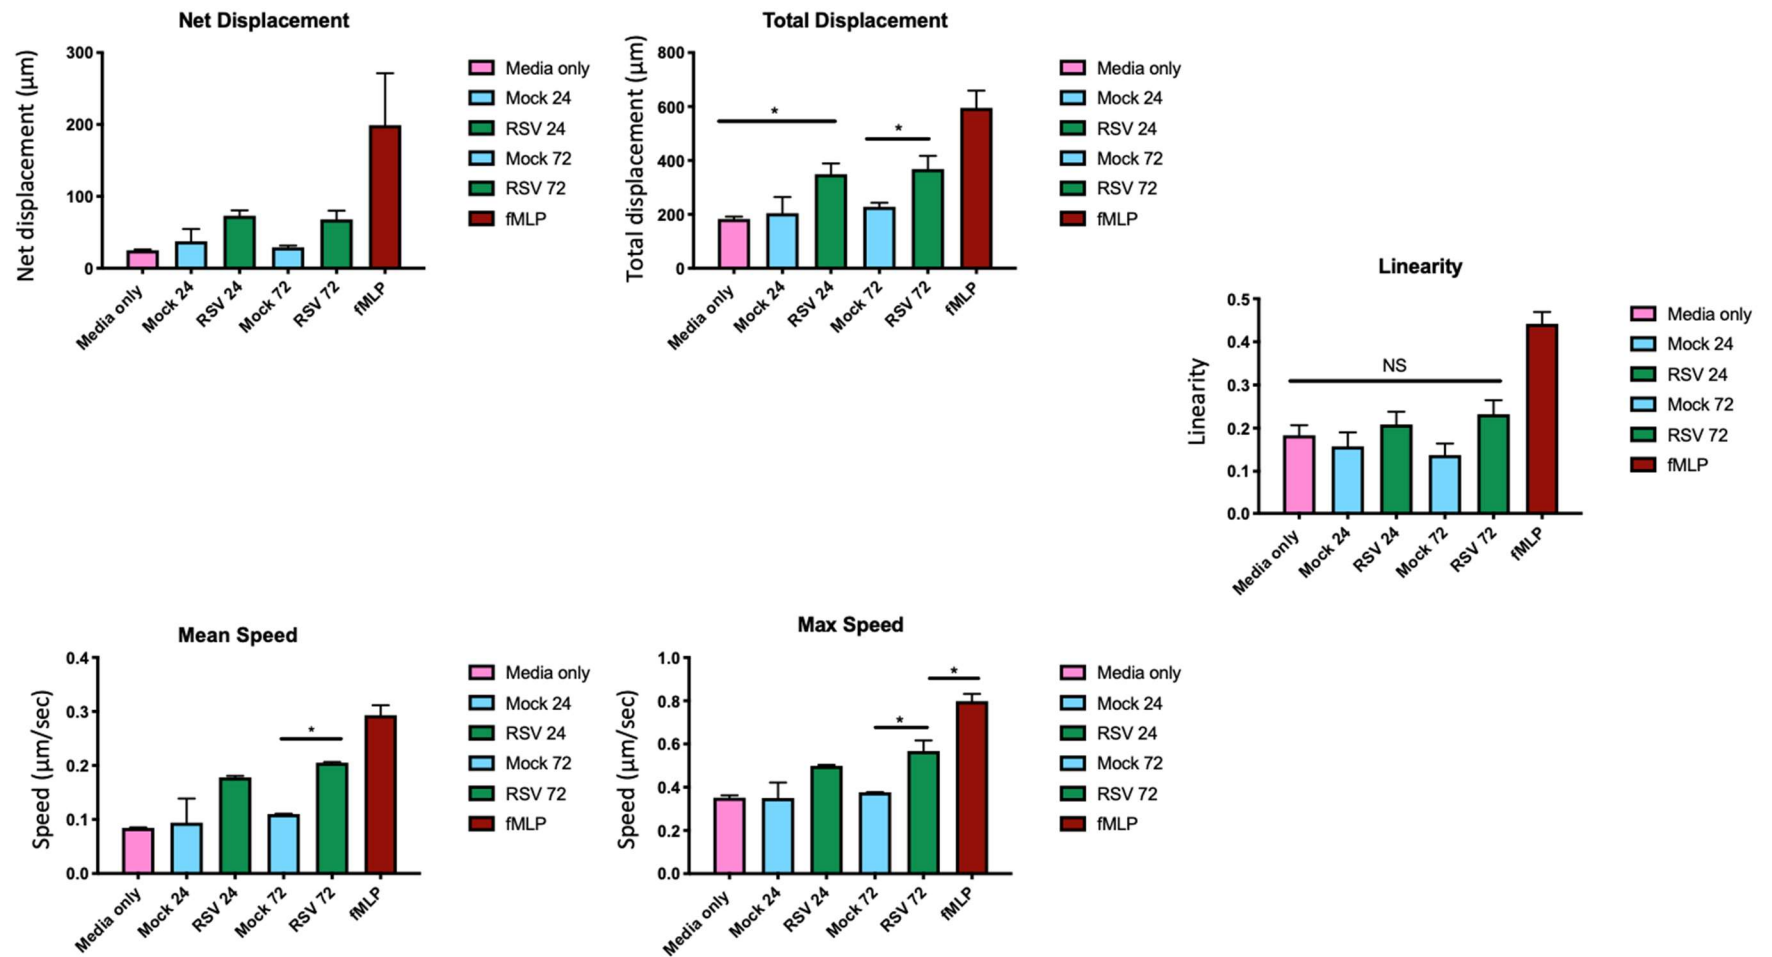 Net Displacement
Net displacement (μm)
300
200
100
0
Media only
Mock 24
RSV 24
Mock 72
RSV 72
fMLP
Media only
Mock 24
RSV 24
Mock 72
RSV 72
fMLP
Total Displacement
Total displacement (μm)
800
600
400
200
0
*
*
Media only
Mock 24
RSV 24
Mock 72
RSV 72
fMLP
Media only
Mock 24
RSV 24
Mock 72
RSV 72
fMLP
Linearity
Linearity
0.5
0.4
0.3
0.2
0.1
0.0
NS
Media only
Mock 24
RSV 24
Mock 72
RSV 72
fMLP
Media only
Mock 24
RSV 24
Mock 72
RSV 72
fMLP
Mean Speed
Speed (μm/sec)
0.4
0.3
0.2
0.1
0.0
*
Media only
Mock 24
RSV 24
Mock 72
RSV 72
fMLP
Media only
Mock 24
RSV 24
Mock 72
RSV 72
fMLP
Max Speed
Speed (μm/sec)
1.0
0.8
0.6
0.4
0.2
0.0
*
*
Media only
Mock 24
RSV 24
Mock 72
RSV 72
fMLP
Media only
Mock 24
RSV 24
Mock 72
RSV 72
fMLP